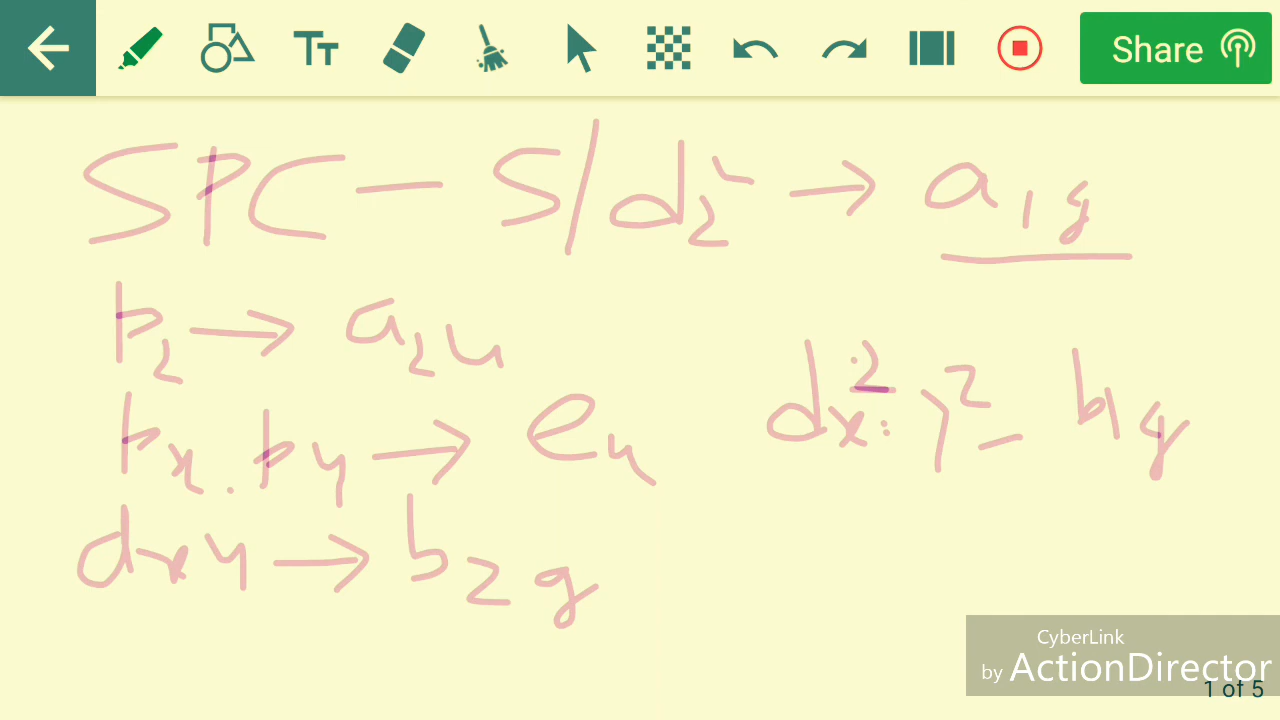 Share
SPC - S/dz² → a1g
Pz → a2u
Px . Py → eu
dx²-y² - b1g
dxy → b2g
CyberLink
by ActionDirector
1 of 5